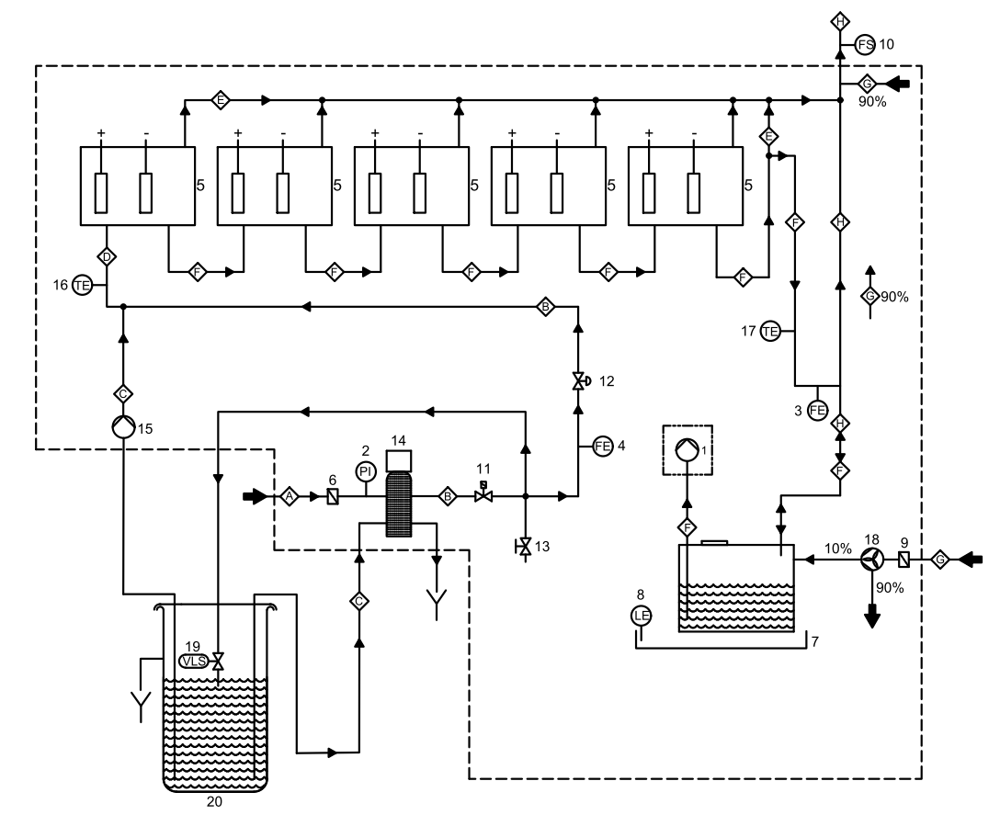 H
FS 10
G
90%
E
+ - + - + - + - + -
E
5 5 5 5 5
F H
D
F F F F F
16 TE
G 90%
B
17 TE
12
C
3 FE
15
H
14
2
FE 4
1
11
PI
6
F
A B
F
13
18 9
10%
G
C
90%
8
LE
7
19
VLS
20